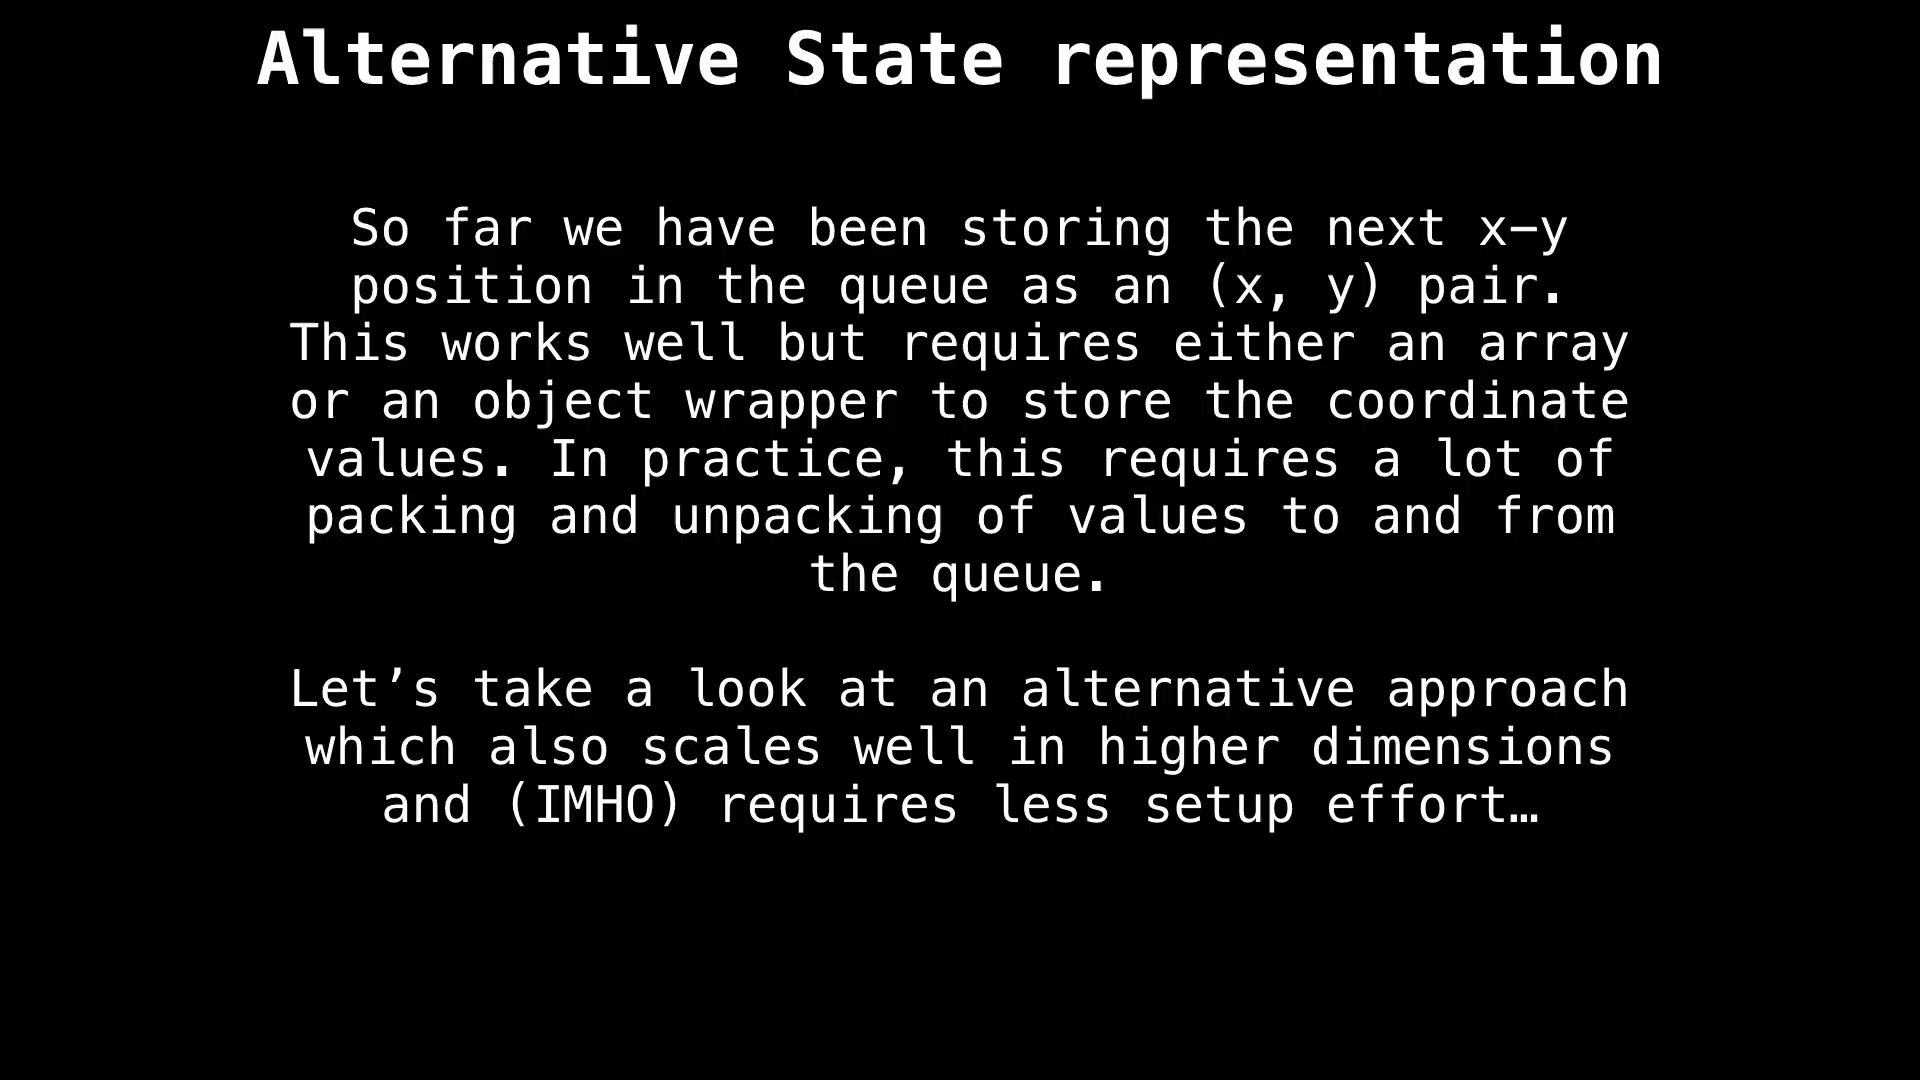 Alternative State representation
So far we have been storing the next x-y
position in the queue as an (x, y) pair.
This works well but requires either an array
or an object wrapper to store the coordinate
values. In practice, this requires a lot of
packing and unpacking of values to and from
the queue.
Let’s take a look at an alternative approach
which also scales well in higher dimensions
and (IMHO) requires less setup effort…